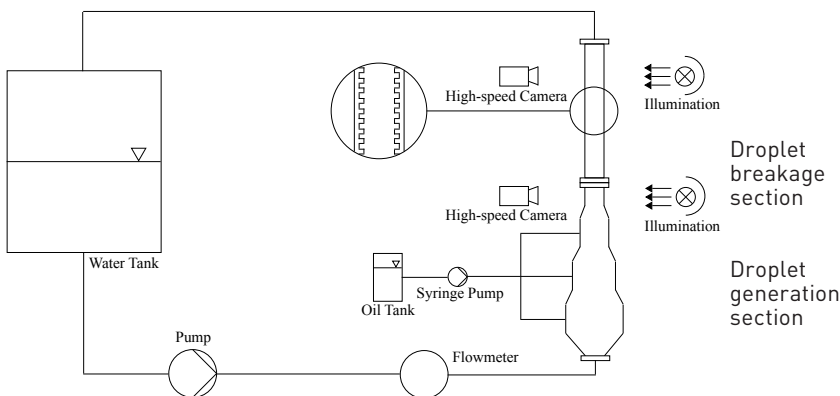 High-speed Camera
Illumination
Droplet
breakage
section
High-speed Camera
Illumination
Water Tank
Syringe Pump
Oil Tank
Droplet
generation
section
Pump
Flowmeter